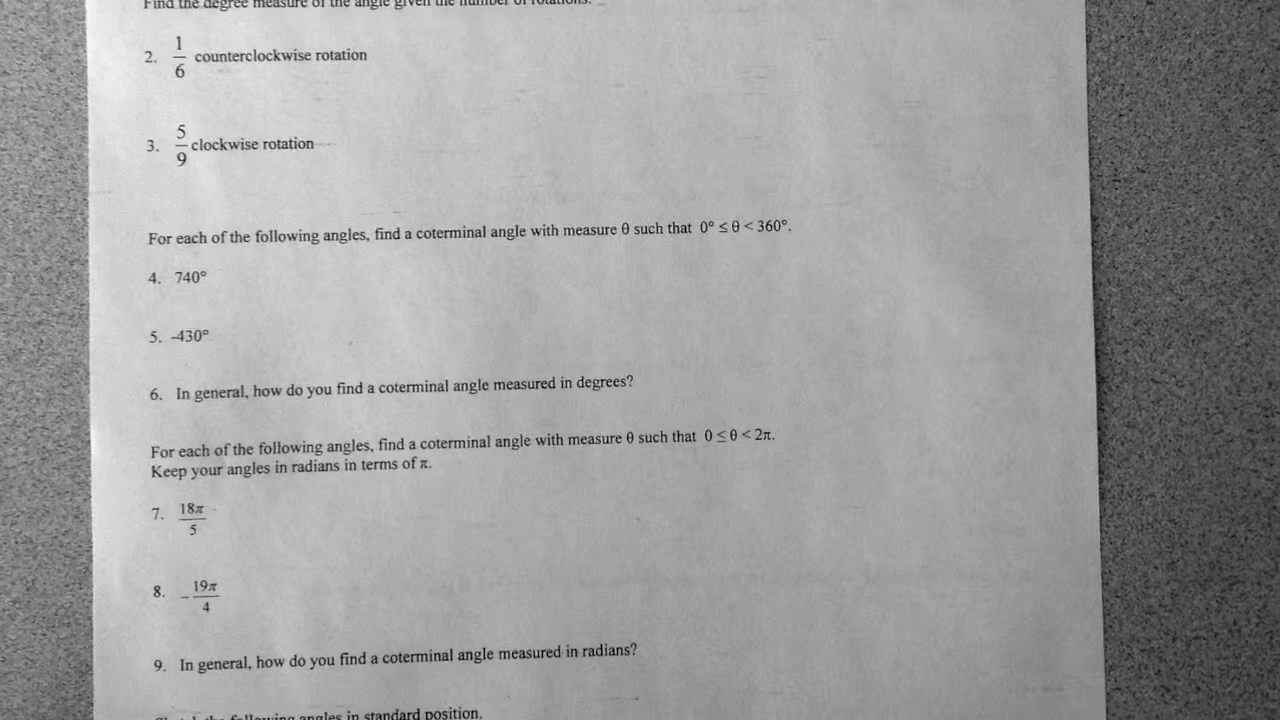 Find the degree measure of the angle given the number of rotations.
2. 1/6 counterclockwise rotation
3. 5/9 clockwise rotation
For each of the following angles, find a coterminal angle with measure θ such that 0° ≤ θ < 360°.
4. 740°
5. -430°
6. In general, how do you find a coterminal angle measured in degrees?
For each of the following angles, find a coterminal angle with measure θ such that 0 ≤ θ < 2π.
Keep your angles in radians in terms of π.
7. 18π/5
8. -19π/4
9. In general, how do you find a coterminal angle measured in radians?
the following angles in standard position.